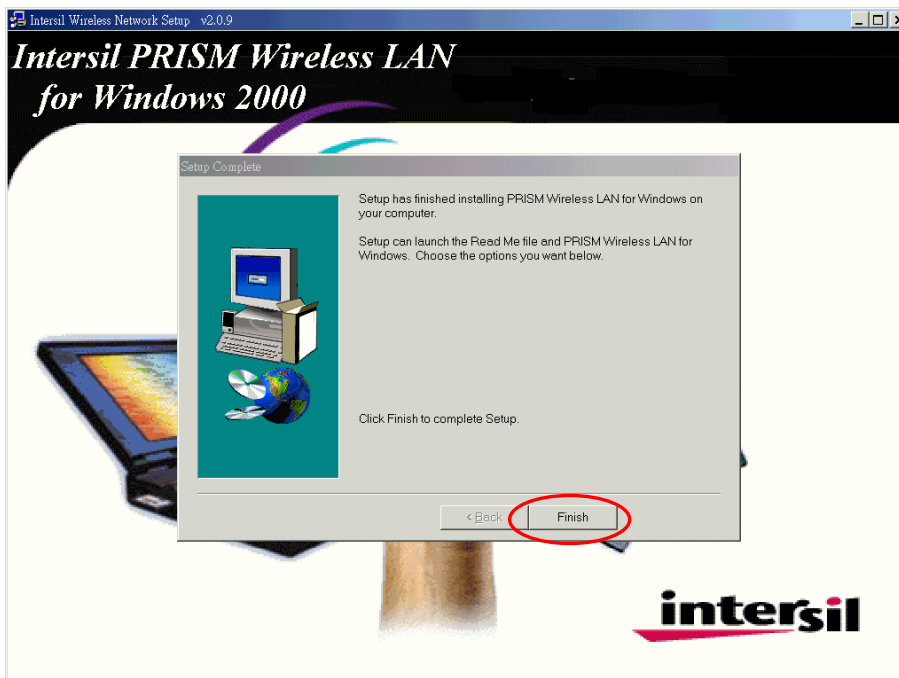 Intersil Wireless Network Setup v2.0.9
Intersil PRISM Wireless LAN
for Windows 2000
Setup Complete
Setup has finished installing PRISM Wireless LAN for Windows on
your computer.
Setup can launch the Read Me file and PRISM Wireless LAN for
Windows. Choose the options you want below.
Click Finish to complete Setup.
< Back
Finish
intersil